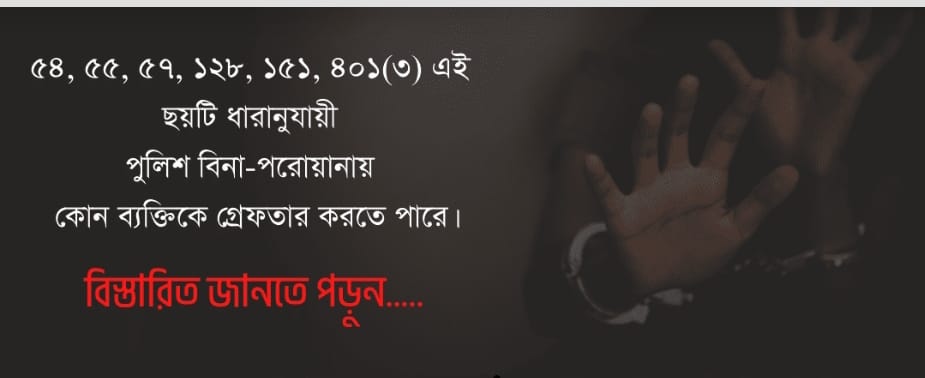 ৫৪, ৫৫, ৫৭, ১২৮, ১৫১, ৪০১(৩) এই
ছয়টি ধারানুযায়ী
পুলিশ বিনা-পরোয়ানায়
কোন ব্যক্তিকে গ্রেফতার করতে পারে।
বিস্তারিত জানতে পড়ুন.....